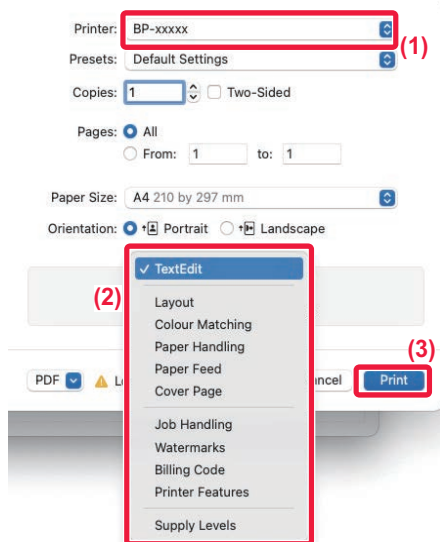 Printer: BP-xxxxx
(1)
Presets: Default Settings
Copies: 1 Two-Sided
Pages: All
From: 1 to: 1
Paper Size: A4 210 by 297 mm
Orientation: Portrait Landscape
✓ TextEdit
(2)
Layout
Colour Matching
Paper Handling
(3)
Paper Feed
PDF Print
Cover Page
Job Handling
Watermarks
Billing Code
Printer Features
Supply Levels